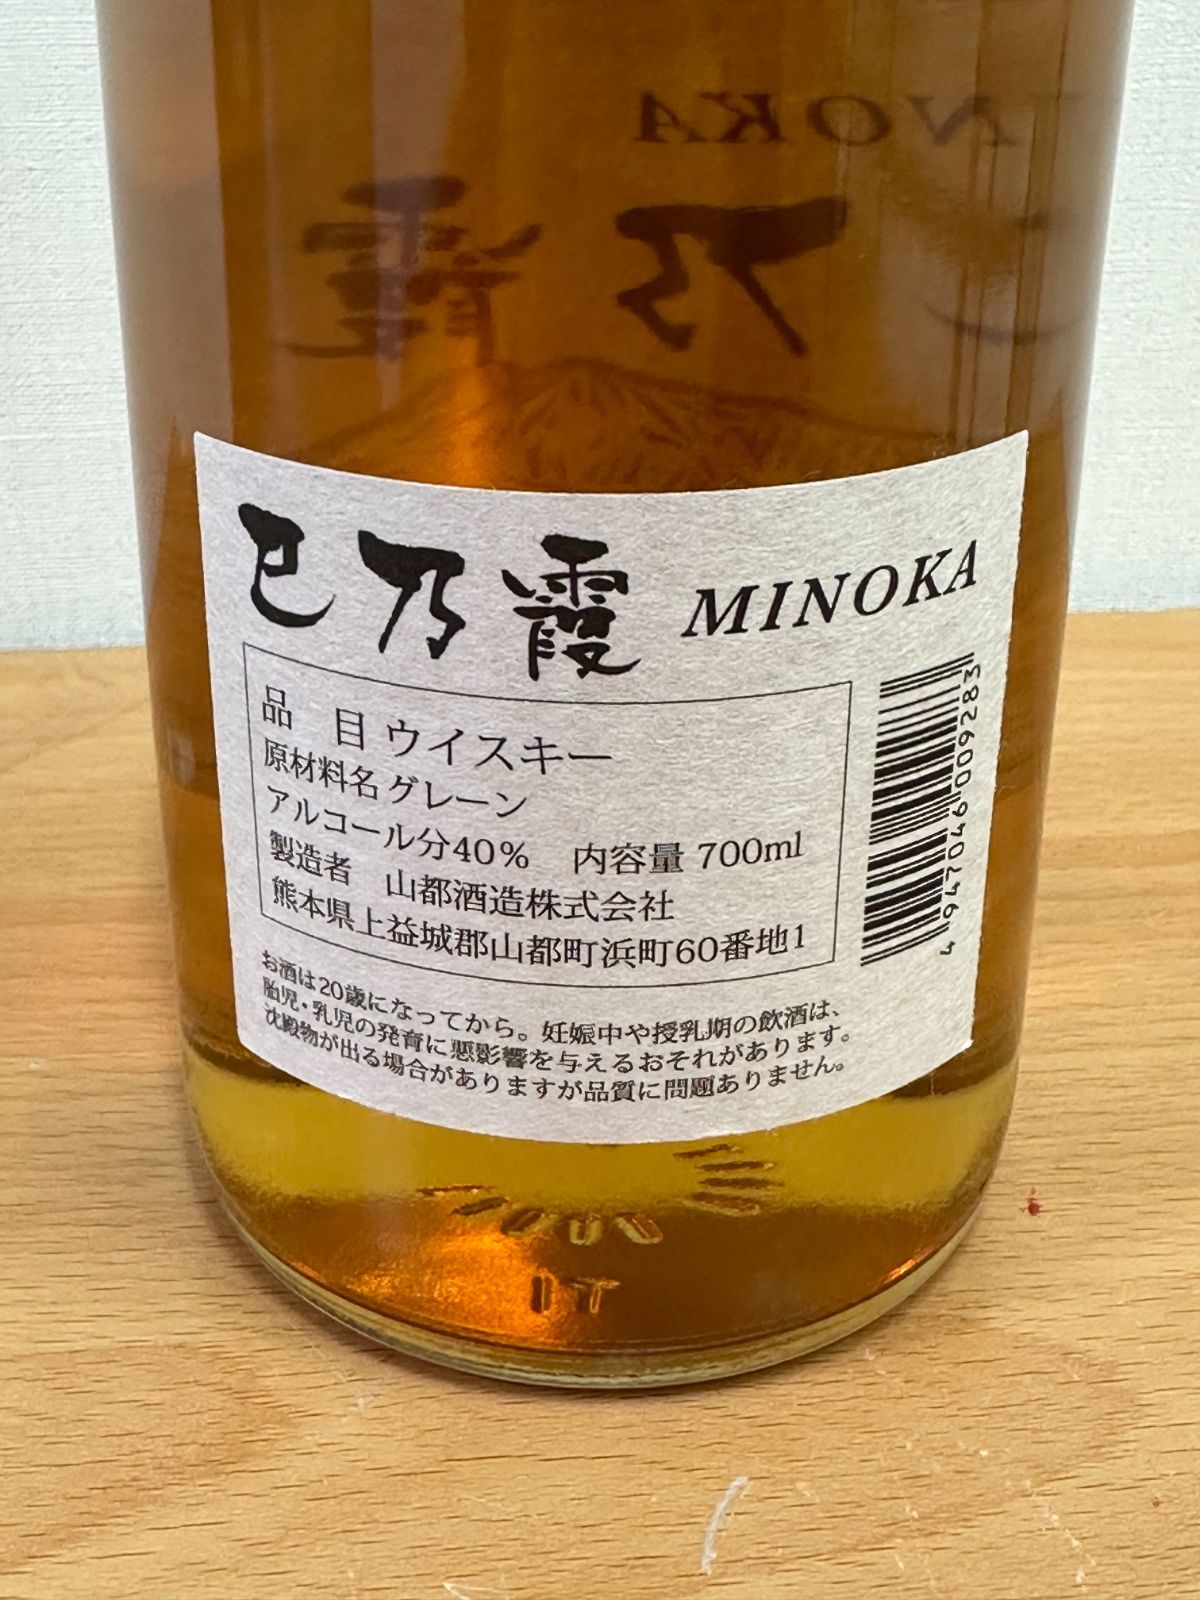 MINOKA
巳乃霞
巳乃霞 MINOKA
品 目 ウイスキー
原材料名 グレーン
アルコール分40% 内容量 700ml
製造者 山都酒造株式会社
熊本県上益城郡山都町浜町60番地1
お酒は20歳になってから。妊娠中や授乳期の飲酒は、
胎児・乳児の発育に悪影響を与えるおそれがあります。
沈殿物が出る場合がありますが品質に問題ありません。
4947046009283